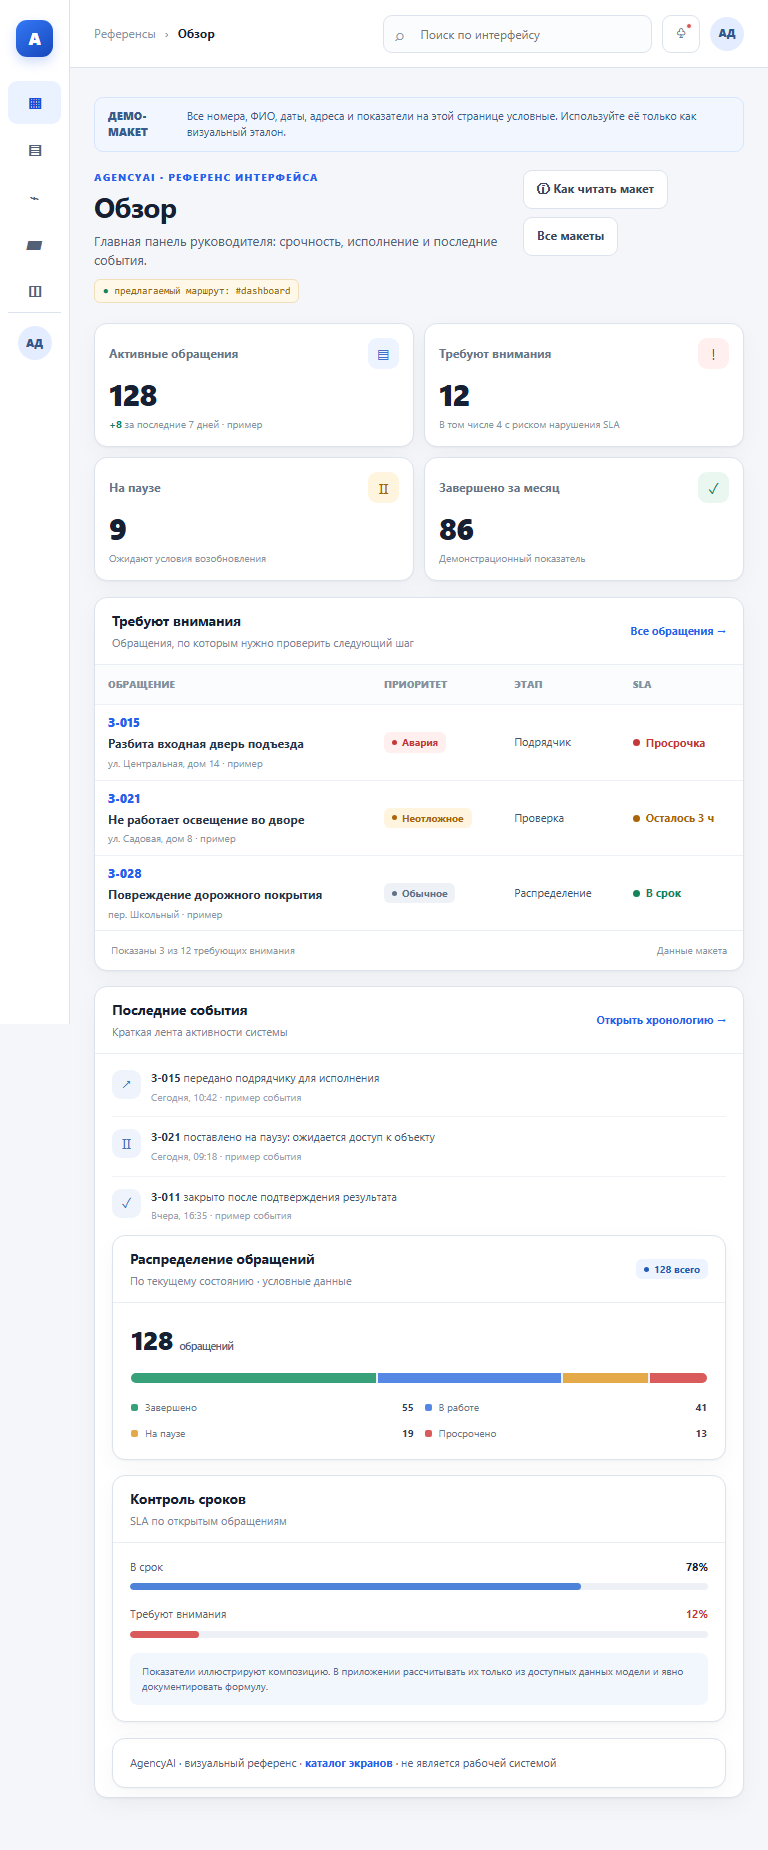 A
Референсы › Обзор
Поиск по интерфейсу
АД
АД
ДЕМО-
МАКЕТ
Все номера, ФИО, даты, адреса и показатели на этой странице условные. Используйте её только как
визуальный эталон.
AGENCYAI · РЕФЕРЕНС ИНТЕРФЕЙСА
Обзор
Главная панель руководителя: срочность, исполнение и последние
события.
предлагаемый маршрут: #dashboard
Как читать макет
Все макеты
Активные обращения
128
+8 за последние 7 дней · пример
Требуют внимания
!
12
В том числе 4 с риском нарушения SLA
На паузе
9
Ожидают условия возобновления
Завершено за месяц
✓
86
Демонстрационный показатель
Требуют внимания
Обращения, по которым нужно проверить следующий шаг
Все обращения →
ОБРАЩЕНИЕ ПРИОРИТЕТ ЭТАП SLA
З-015
Разбита входная дверь подъезда
ул. Центральная, дом 14 · пример
Авария
Подрядчик
Просрочка
З-021
Не работает освещение во дворе
ул. Садовая, дом 8 · пример
Неотложное
Проверка
Осталось 3 ч
З-028
Повреждение дорожного покрытия
пер. Школьный · пример
Обычное
Распределение
В срок
Показаны 3 из 12 требующих внимания
Данные макета
Последние события
Краткая лента активности системы
Открыть хронологию →
З-015 передано подрядчику для исполнения
Сегодня, 10:42 · пример события
З-021 поставлено на паузу: ожидается доступ к объекту
Сегодня, 09:18 · пример события
З-011 закрыто после подтверждения результата
Вчера, 16:35 · пример события
Распределение обращений
По текущему состоянию · условные данные
128 всего
128 обращений
Завершено 55
В работе 41
На паузе 19
Просрочено 13
Контроль сроков
SLA по открытым обращениям
В срок 78%
Требуют внимания 12%
Показатели иллюстрируют композицию. В приложении рассчитывать их только из доступных данных модели и явно
документировать формулу.
AgencyAI · визуальный референс · каталог экранов · не является рабочей системой